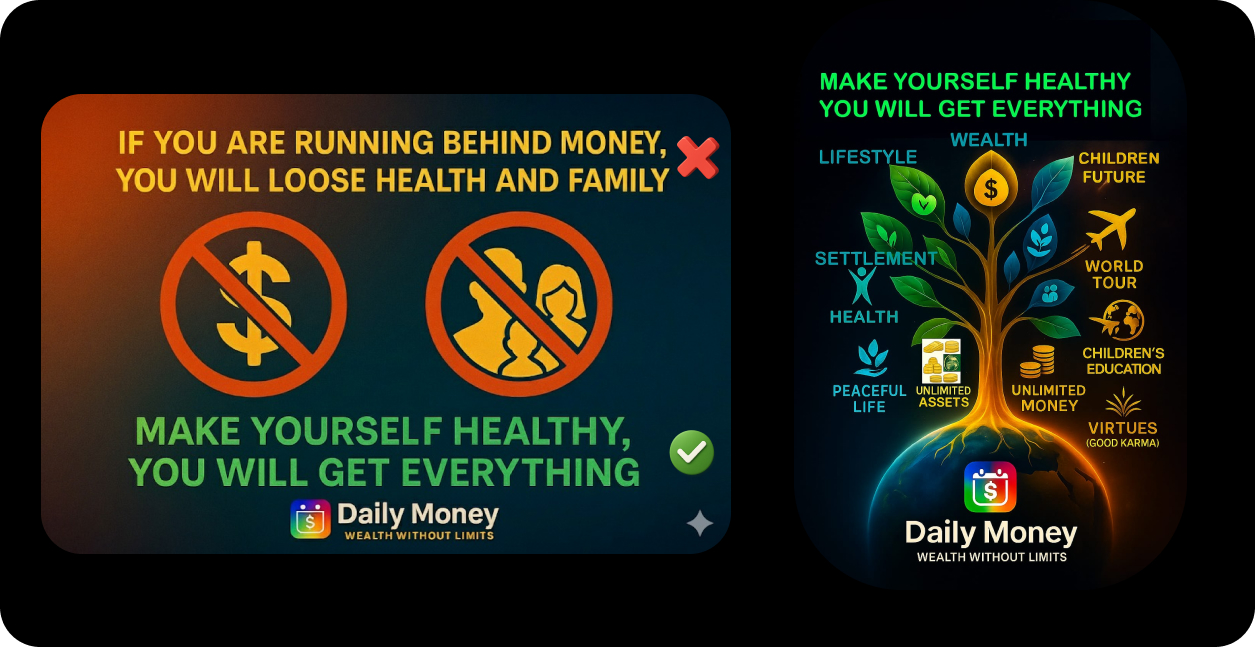 IF YOU ARE RUNNING BEHIND MONEY,
YOU WILL LOOSE HEALTH AND FAMILY
$
MAKE YOURSELF HEALTHY,
YOU WILL GET EVERYTHING
$
Daily Money
WEALTH WITHOUT LIMITS
MAKE YOURSELF HEALTHY
YOU WILL GET EVERYTHING
WEALTH
LIFESTYLE
CHILDREN
FUTURE
$
SETTLEMENT
WORLD
TOUR
HEALTH
CHILDREN'S
EDUCATION
PEACEFUL
LIFE
UNLIMITED
ASSETS
UNLIMITED
MONEY
VIRTUES
(GOOD KARMA)
$
Daily Money
WEALTH WITHOUT LIMITS